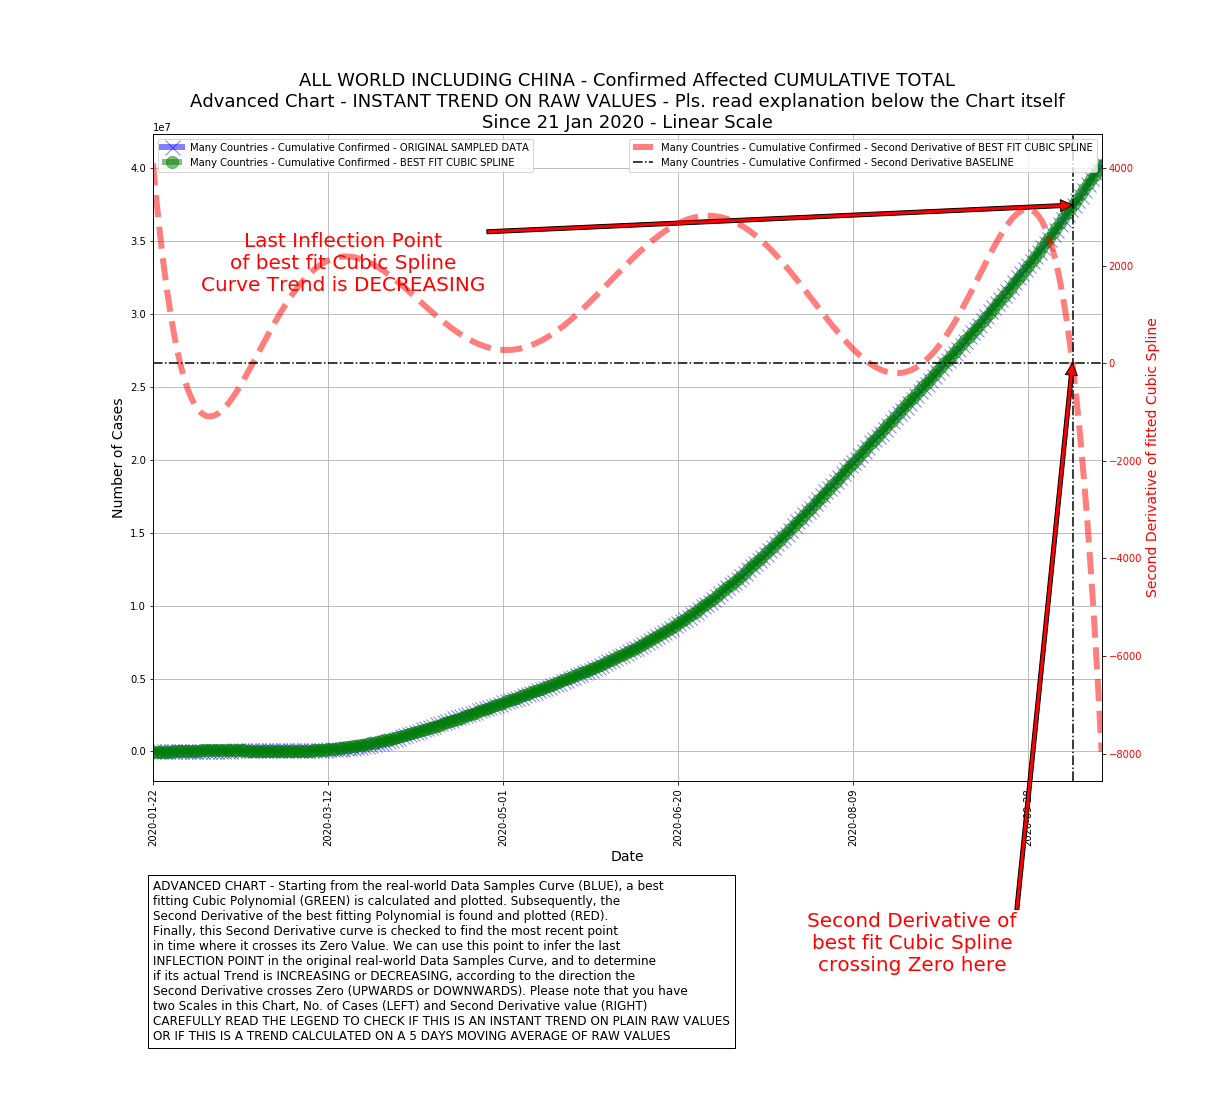 ALL WORLD INCLUDING CHINA - Confirmed Affected CUMULATIVE TOTAL
Advanced Chart - INSTANT TREND ON RAW VALUES - Pls. read explanation below the Chart itself
Since 21 Jan 2020 - Linear Scale
1e7
Many Countries - Cumulative Confirmed - ORIGINAL SAMPLED DATA
Many Countries - Cumulative Confirmed - BEST FIT CUBIC SPLINE
Many Countries - Cumulative Confirmed - Second Derivative of BEST FIT CUBIC SPLINE
Many Countries - Cumulative Confirmed - Second Derivative BASELINE
Last Inflection Point
of best fit Cubic Spline
Curve Trend is DECREASING
Number of Cases
4.0
3.5
3.0
2.5
2.0
1.5
1.0
0.5
0.0
4000
2000
0
−2000
−4000
−6000
−8000
Second Derivative of fitted Cubic Spline
2020-01-22
2020-03-12
2020-05-01
2020-06-20
2020-08-09
2020-09-28
Date
ADVANCED CHART - Starting from the real-world Data Samples Curve (BLUE), a best
fitting Cubic Polynomial (GREEN) is calculated and plotted. Subsequently, the
Second Derivative of the best fitting Polynomial is found and plotted (RED).
Finally, this Second Derivative curve is checked to find the most recent point
in time where it crosses its Zero Value. We can use this point to infer the last
INFLECTION POINT in the original real-world Data Samples Curve, and to determine
if its actual Trend is INCREASING or DECREASING, according to the direction the
Second Derivative crosses Zero (UPWARDS or DOWNWARDS). Please note that you have
two Scales in this Chart, No. of Cases (LEFT) and Second Derivative value (RIGHT)
CAREFULLY READ THE LEGEND TO CHECK IF THIS IS AN INSTANT TREND ON PLAIN RAW VALUES
OR IF THIS IS A TREND CALCULATED ON A 5 DAYS MOVING AVERAGE OF RAW VALUES
Second Derivative of
best fit Cubic Spline
crossing Zero here